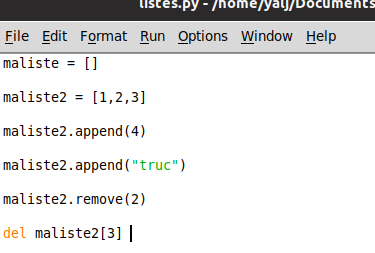 listes.py - /home/yalj/Documents
File Edit Format Run Options Window Help
maliste = []
maliste2 = [1,2,3]
maliste2.append(4)
maliste2.append("truc")
maliste2.remove(2)
del maliste2[3]